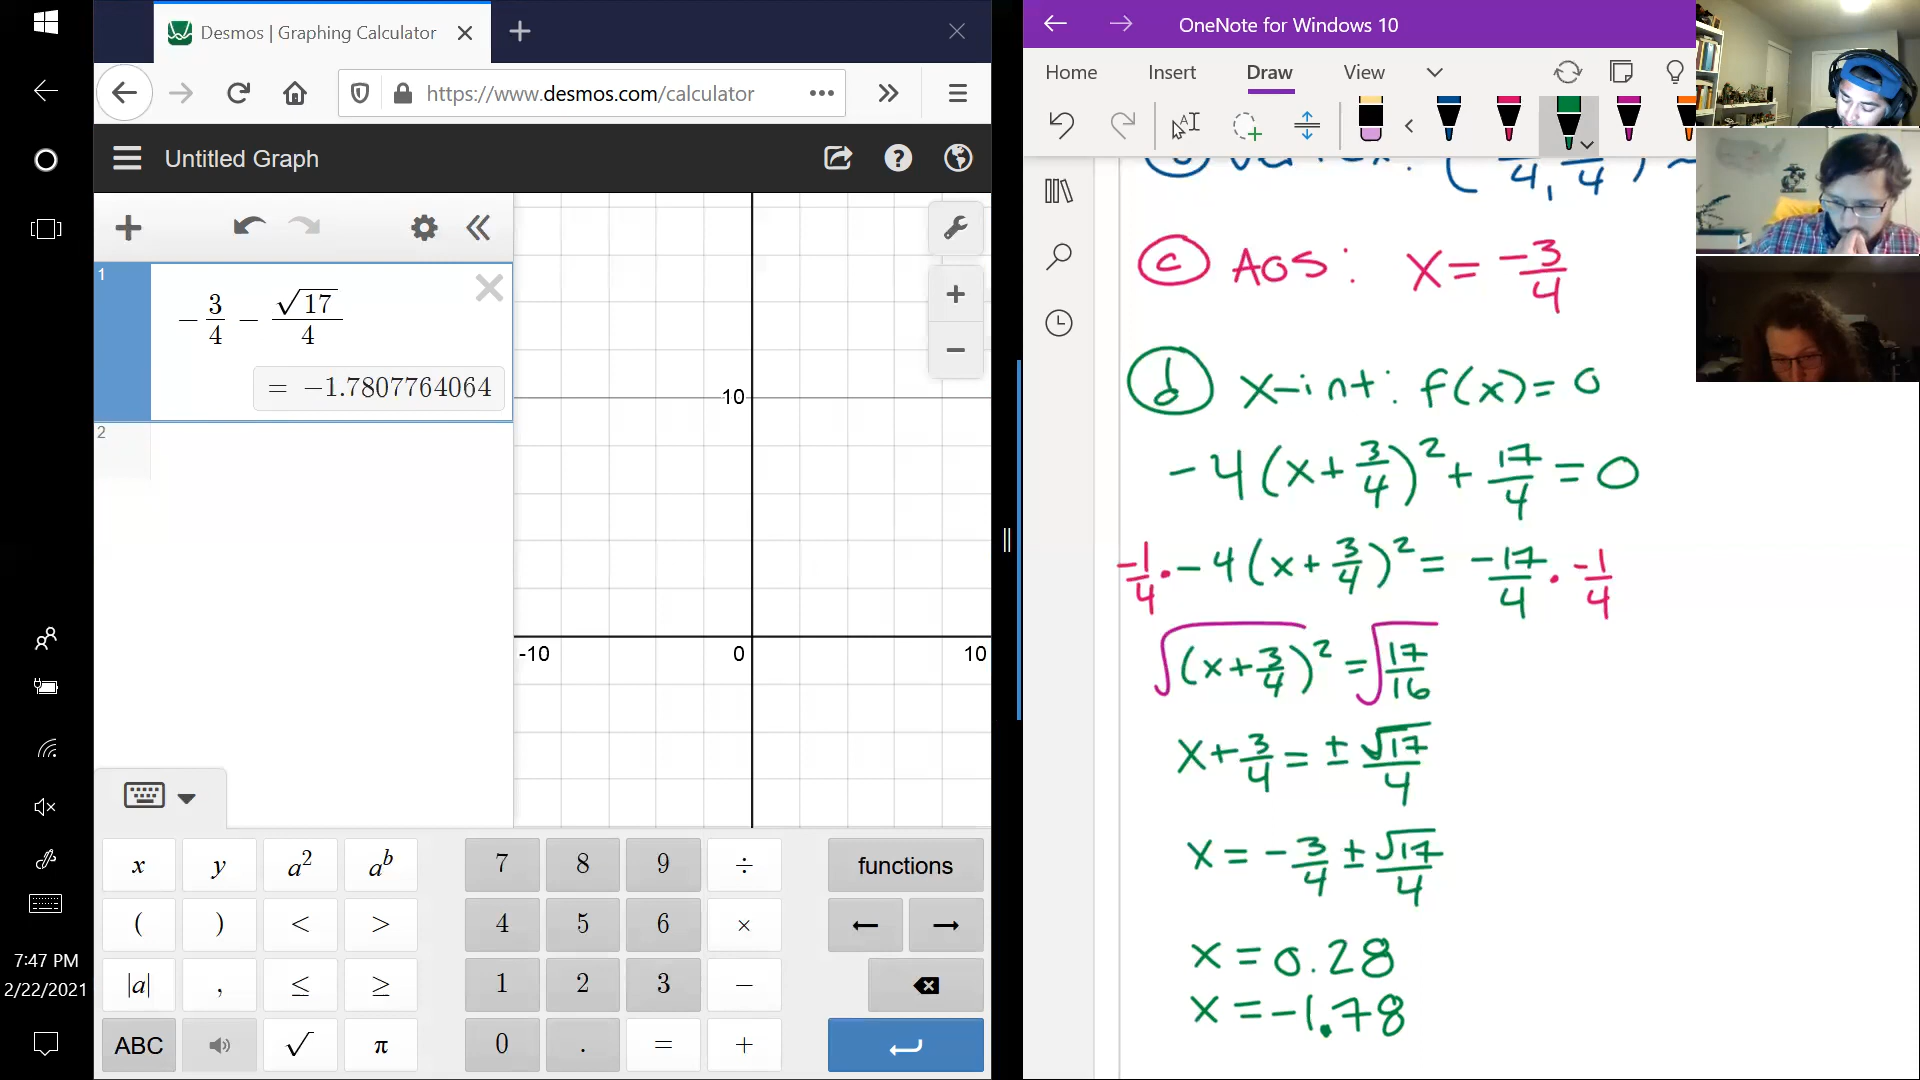 Desmos | Graphing Calculator
https://www.desmos.com/calculator
Untitled Graph
1
-3/4 - √17/4
= -1.7807764064
2
10
-10 0 10
x y a² aᵇ 7 8 9 ÷ functions
( ) < > 4 5 6 × ← →
|a| , ≤ ≥ 1 2 3 −
ABC √ π 0 . = +
7:47 PM
2/22/2021
OneNote for Windows 10
Home Insert Draw View
ⓒ AOS: x = -3/4
ⓓ x-int: f(x) = 0
-4(x+3/4)² + 17/4 = 0
-1/4 · -4(x+3/4)² = -17/4 · -1/4
√(x+3/4)² = √17/16
x+3/4 = ± √17/4
x = -3/4 ± √17/4
x = 0.28
x = -1.78